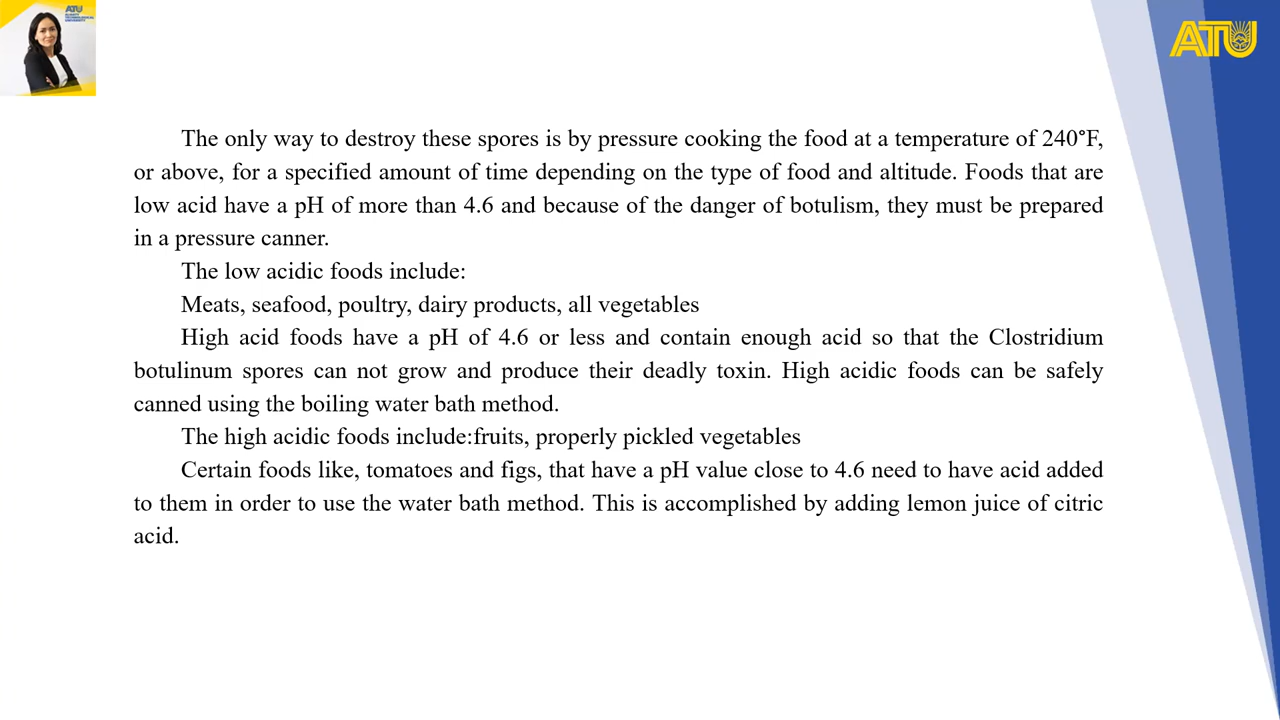 ATU
ALMATY
TECHNOLOGICAL
UNIVERSITY
ATU
The only way to destroy these spores is by pressure cooking the food at a temperature of 240°F,
or above, for a specified amount of time depending on the type of food and altitude. Foods that are
low acid have a pH of more than 4.6 and because of the danger of botulism, they must be prepared
in a pressure canner.
The low acidic foods include:
Meats, seafood, poultry, dairy products, all vegetables
High acid foods have a pH of 4.6 or less and contain enough acid so that the Clostridium
botulinum spores can not grow and produce their deadly toxin. High acidic foods can be safely
canned using the boiling water bath method.
The high acidic foods include:fruits, properly pickled vegetables
Certain foods like, tomatoes and figs, that have a pH value close to 4.6 need to have acid added
to them in order to use the water bath method. This is accomplished by adding lemon juice of citric
acid.